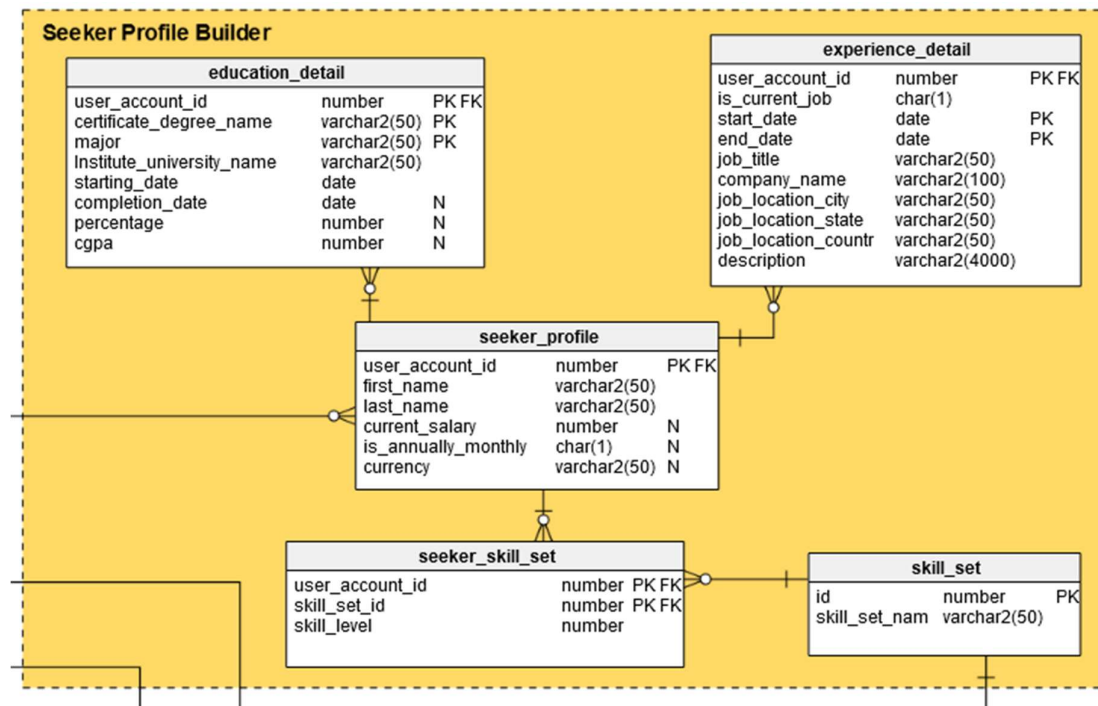 Seeker Profile Builder
education_detail
user_account_id number PK FK
certificate_degree_name varchar2(50) PK
major varchar2(50) PK
Institute_university_name varchar2(50)
starting_date date
completion_date date N
percentage number N
cgpa number N
experience_detail
user_account_id number PK FK
is_current_job char(1)
start_date date PK
end_date date PK
job_title varchar2(50)
company_name varchar2(100)
job_location_city varchar2(50)
job_location_state varchar2(50)
job_location_countr varchar2(50)
description varchar2(4000)
seeker_profile
user_account_id number PK FK
first_name varchar2(50)
last_name varchar2(50)
current_salary number N
is_annually_monthly char(1) N
currency varchar2(50) N
seeker_skill_set
user_account_id number PK FK
skill_set_id number PK FK
skill_level number
skill_set
id number PK
skill_set_nam varchar2(50)